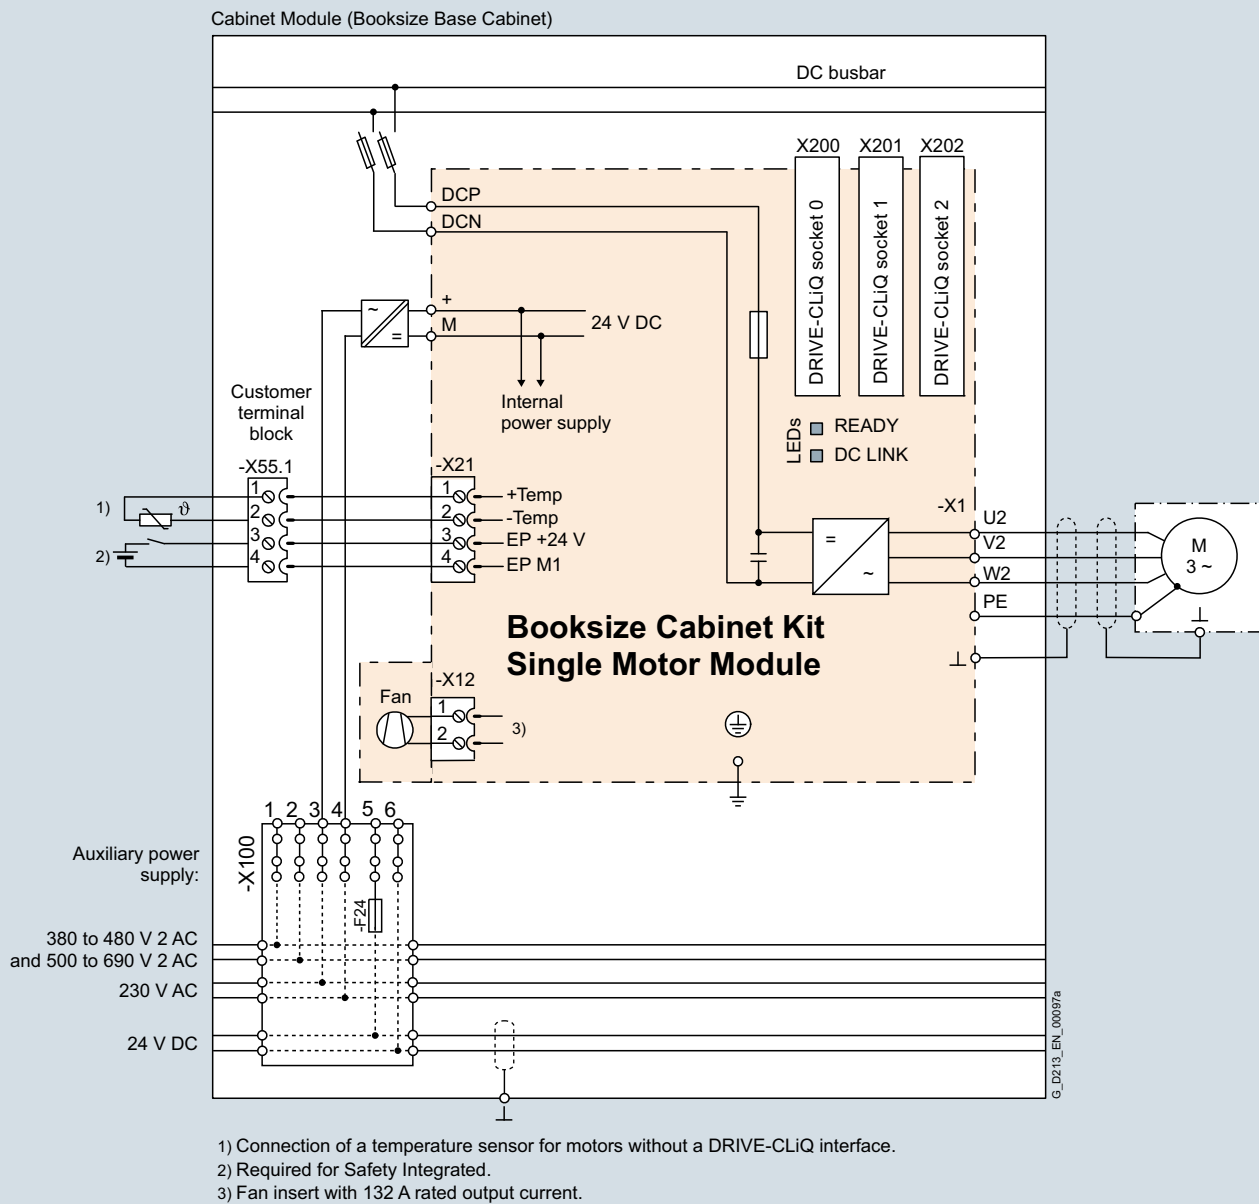 Cabinet Module (Booksize Base Cabinet)
DC busbar
X200 X201 X202
DRIVE-CLiQ socket 0
DRIVE-CLiQ socket 1
DRIVE-CLiQ socket 2
DCP
DCN
~
=
+
M
24 V DC
Internal
power supply
LEDs
READY
DC LINK
Customer
terminal
block
-X55.1
-X21
1)
ϑ
2)
1
2
3
4
1 +Temp
2 -Temp
3 EP +24 V
4 EP M1
=
~
-X1
U2
V2
W2
PE
M
3 ~
Booksize Cabinet Kit
Single Motor Module
Fan
-X12
1
2
3)
1 2 3 4 5 6
-X100
-F24
Auxiliary power
supply:
380 to 480 V 2 AC
and 500 to 690 V 2 AC
230 V AC
24 V DC
G_D213_EN_00097a
1) Connection of a temperature sensor for motors without a DRIVE-CLiQ interface.
2) Required for Safety Integrated.
3) Fan insert with 132 A rated output current.